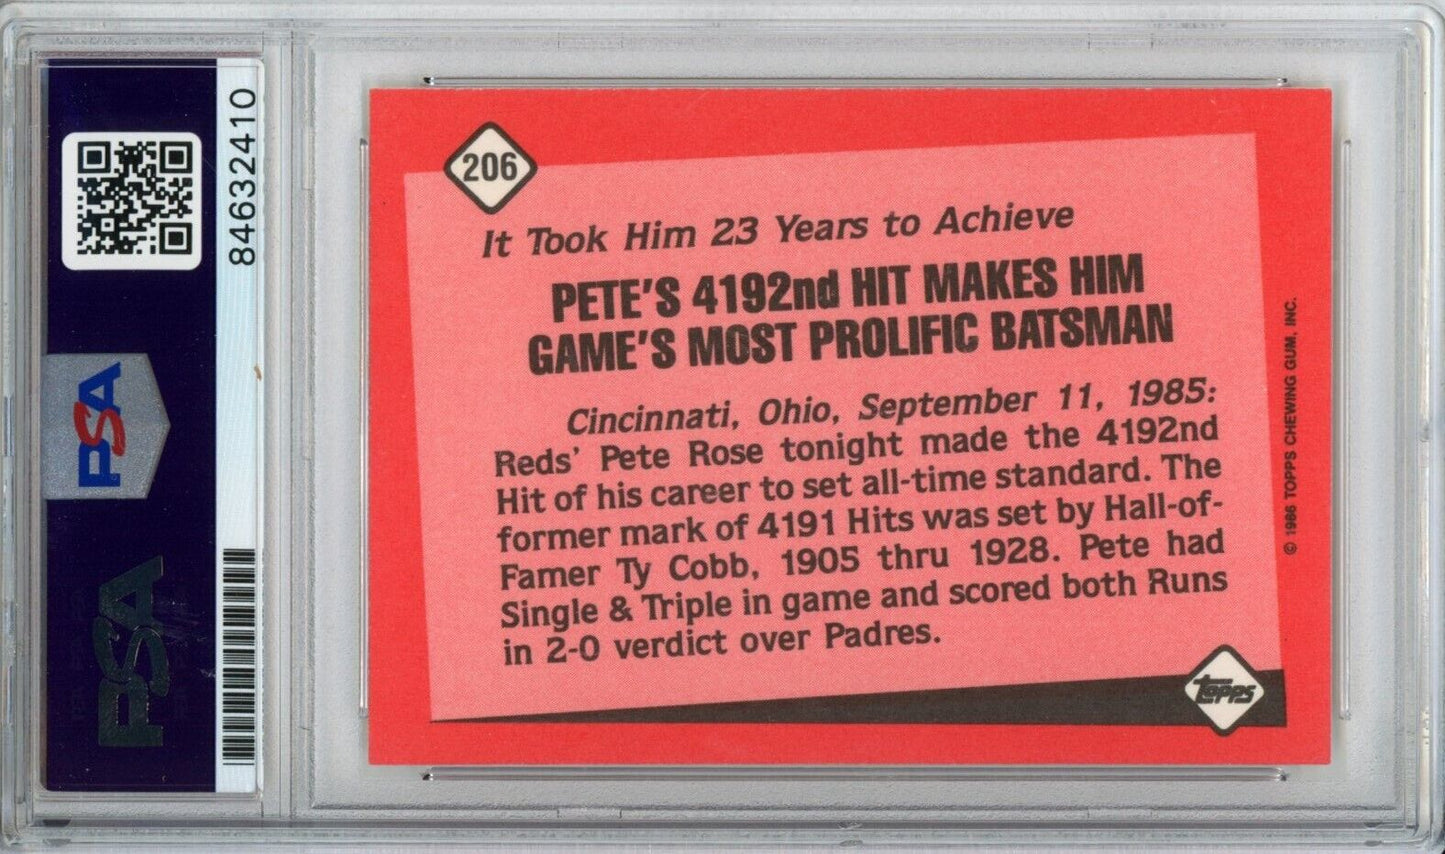 84632410
PSA
PSA
206
It Took Him 23 Years to Achieve
PETE'S 4192nd HIT MAKES HIM
GAME'S MOST PROLIFIC BATSMAN
Cincinnati, Ohio, September 11, 1985:
Reds' Pete Rose tonight made the 4192nd
Hit of his career to set all-time standard. The
former mark of 4191 Hits was set by Hall-of-
Famer Ty Cobb, 1905 thru 1928. Pete had
Single & Triple in game and scored both Runs
in 2-0 verdict over Padres.
© 1986 TOPPS CHEWING GUM, INC.
topps